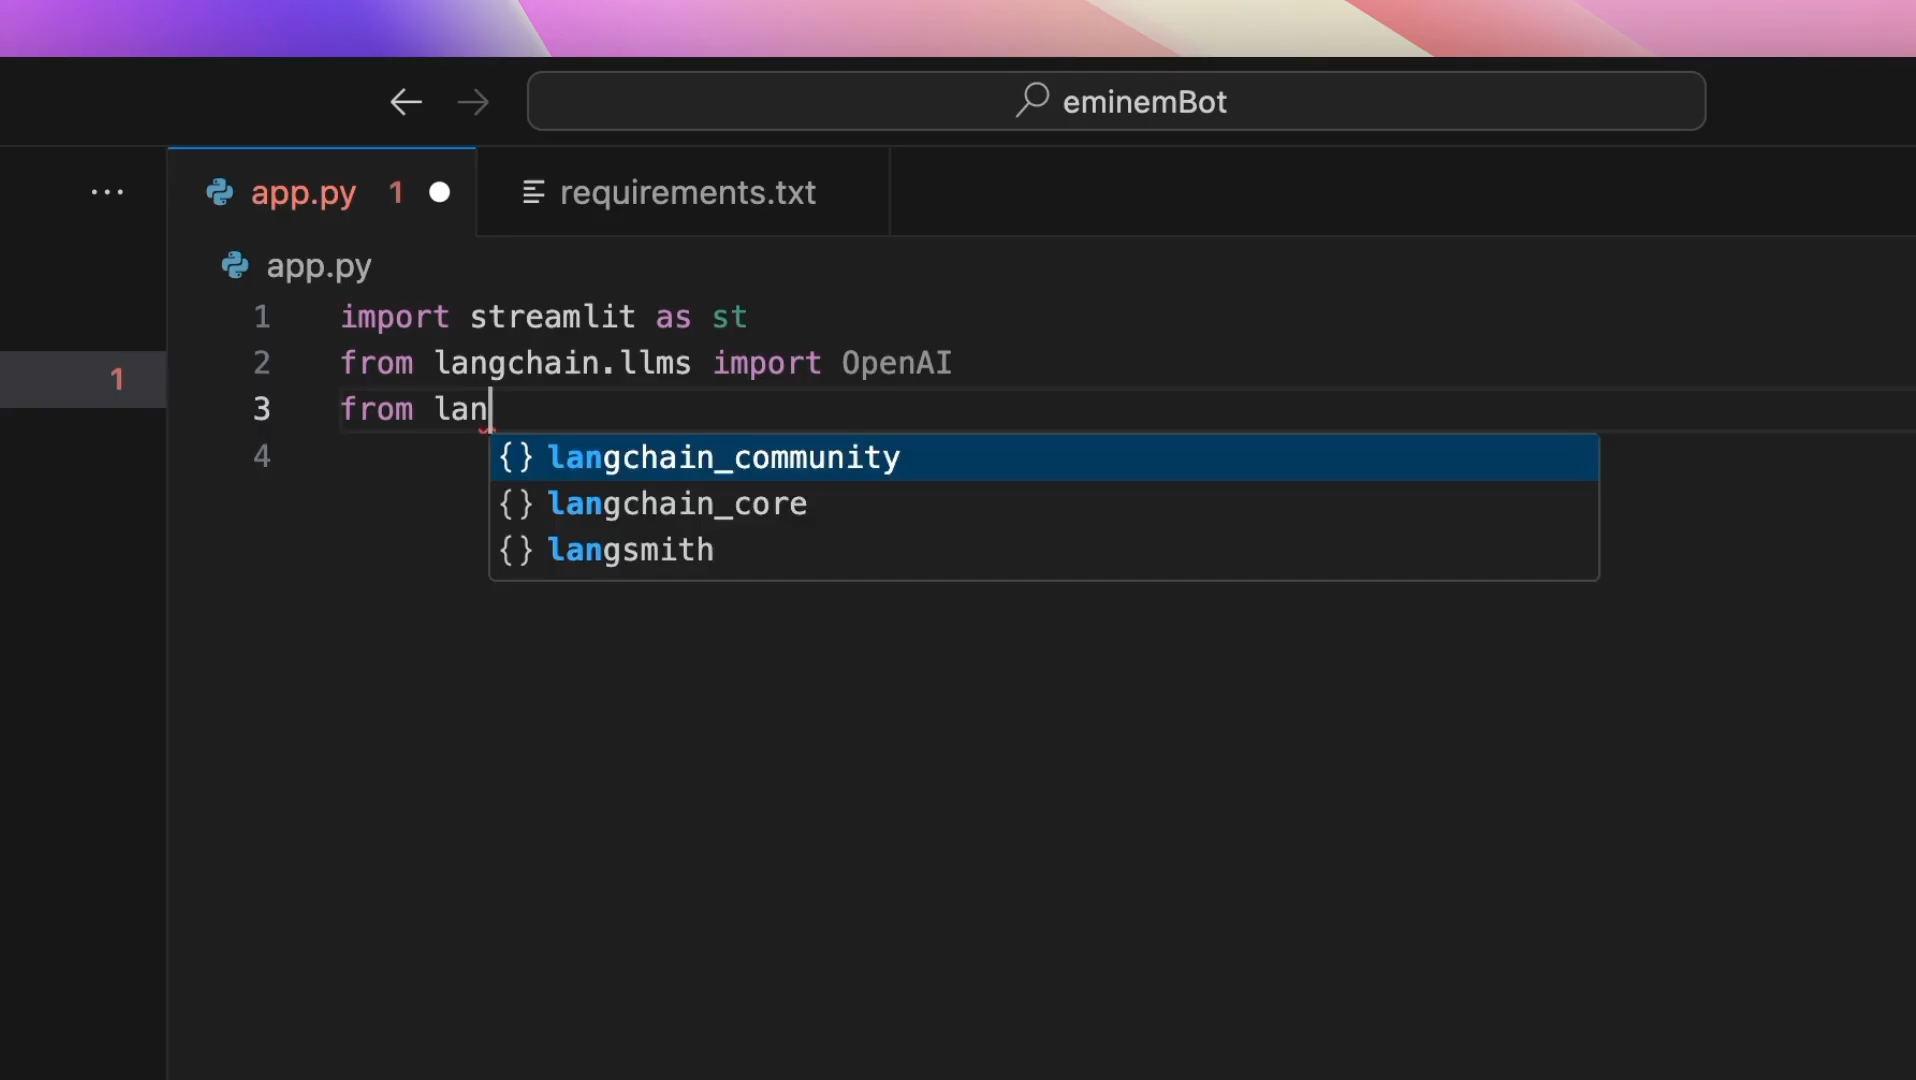 eminemBot
... app.py 1 requirements.txt
app.py
1 import streamlit as st
2 from langchain.llms import OpenAI
1
3 from lan
4
{} langchain_community
{} langchain_core
{} langsmith